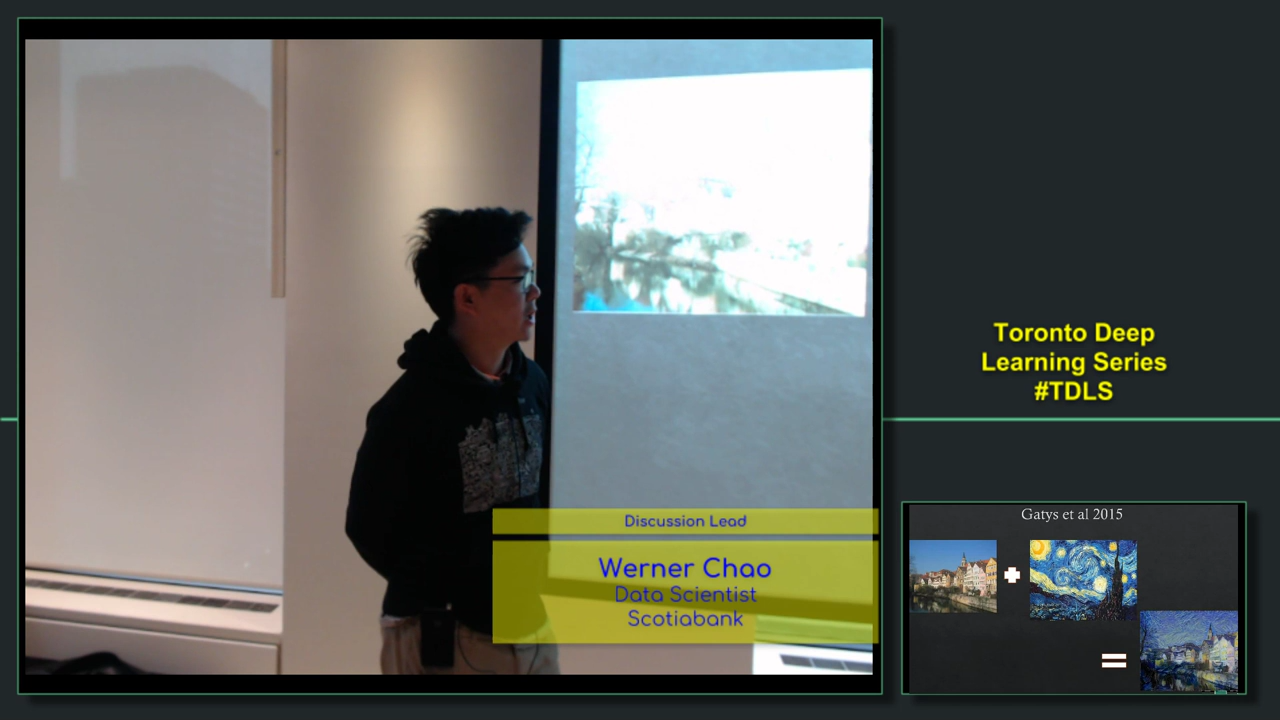 Toronto Deep
Learning Series
#TDLS
Discussion Lead
Werner Chao
Data Scientist
Scotiabank
Gatys et al 2015